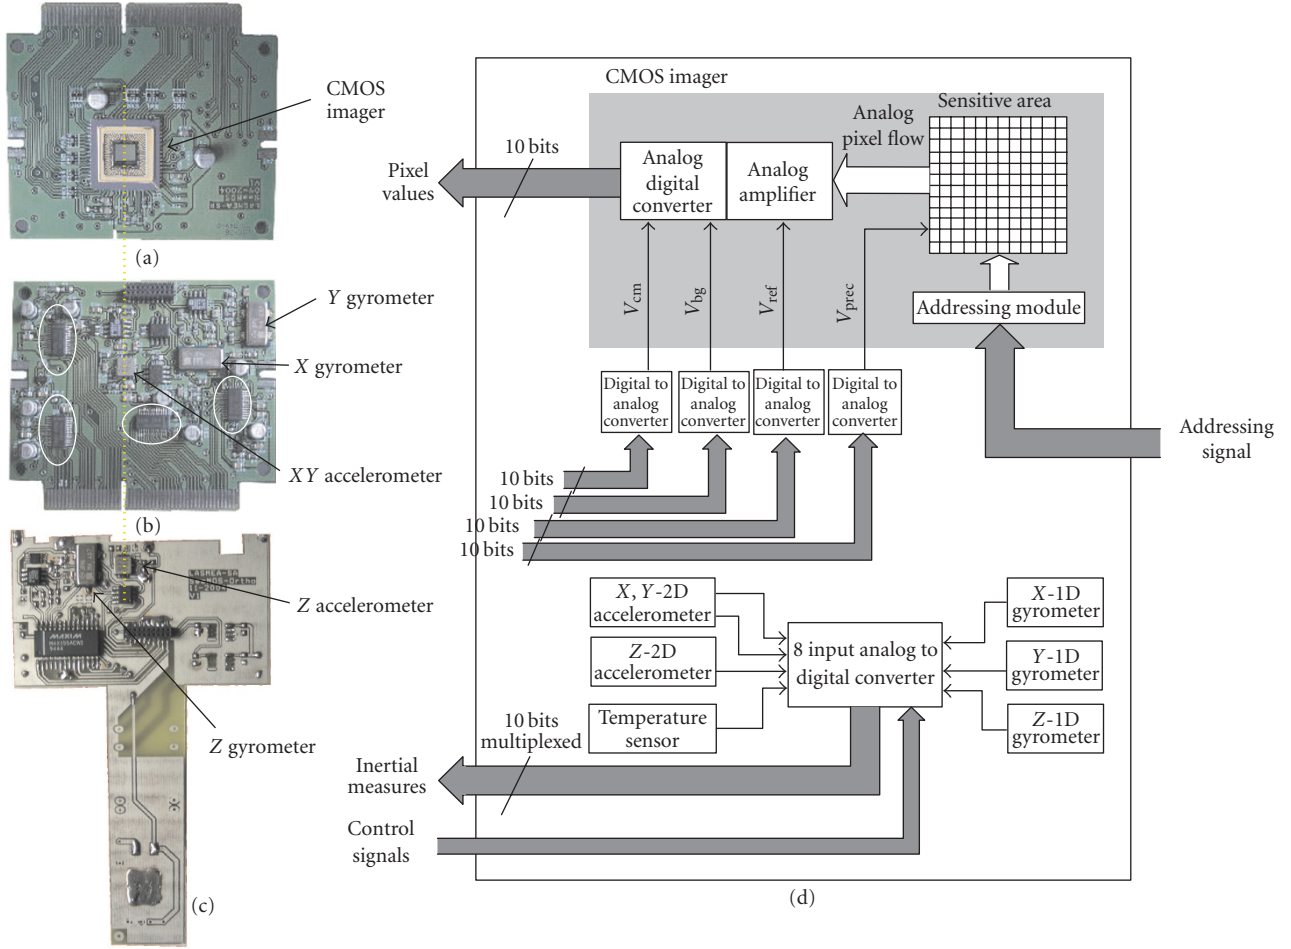 CMOS
imager
(a)
Y gyrometer
X gyrometer
XY accelerometer
J1
(b)
LASMEA-SA
Z accelerometer
MAXIM
Z gyrometer
(c)
CMOS imager
Sensitive area
Analog
pixel flow
10 bits
Pixel
values
Analog
digital
converter
Analog
amplifier
Vcm
Vbg
Vref
Vprec
Addressing module
Digital to
analog
converter
Digital to
analog
converter
Digital to
analog
converter
Digital to
analog
converter
Addressing
signal
10 bits
10 bits
10 bits
10 bits
X, Y-2D
accelerometer
Z-2D
accelerometer
Temperature
sensor
8 input analog to
digital converter
X-1D
gyrometer
Y-1D
gyrometer
Z-1D
gyrometer
10 bits
multiplexed
Inertial
measures
Control
signals
(d)